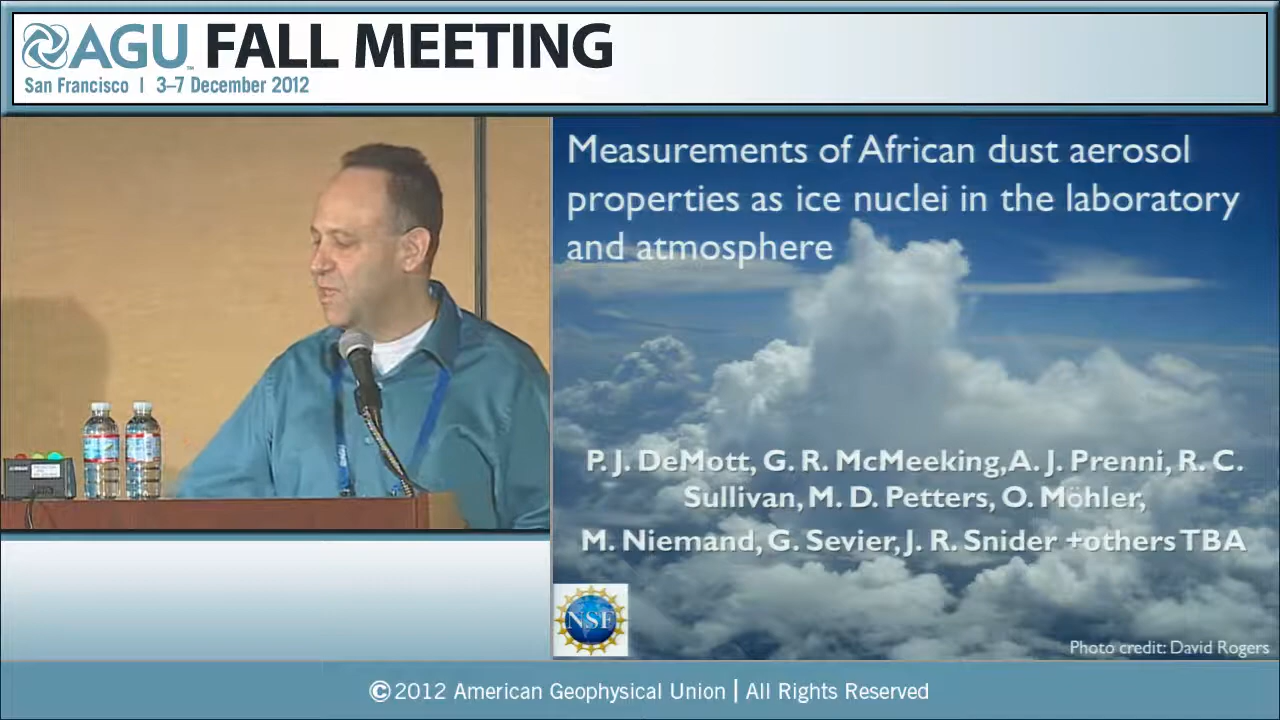 AGU FALL MEETING
San Francisco | 3–7 December 2012
Measurements of African dust aerosol
properties as ice nuclei in the laboratory
and atmosphere
P. J. DeMott, G. R. McMeeking, A. J. Prenni, R. C.
Sullivan, M. D. Petters, O. Möhler,
M. Niemand, G. Sevier, J. R. Snider +others TBA
NSF
Photo credit: David Rogers
©2012 American Geophysical Union | All Rights Reserved